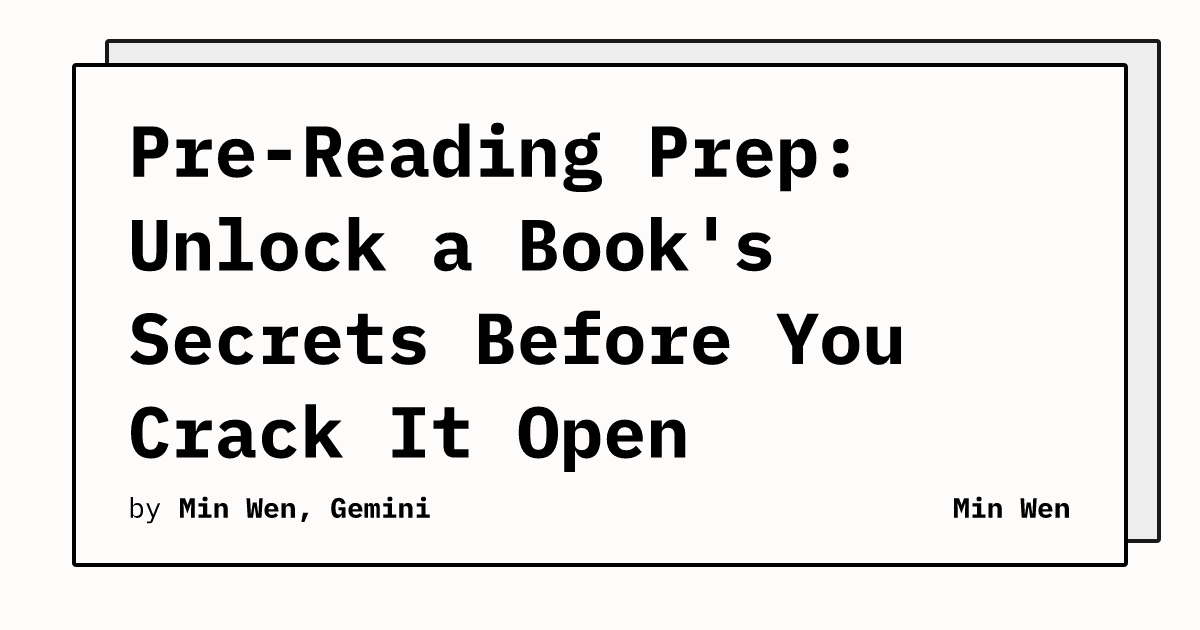 Pre-Reading Prep:
Unlock a Book's
Secrets Before You
Crack It Open
by Min Wen, Gemini
Min Wen